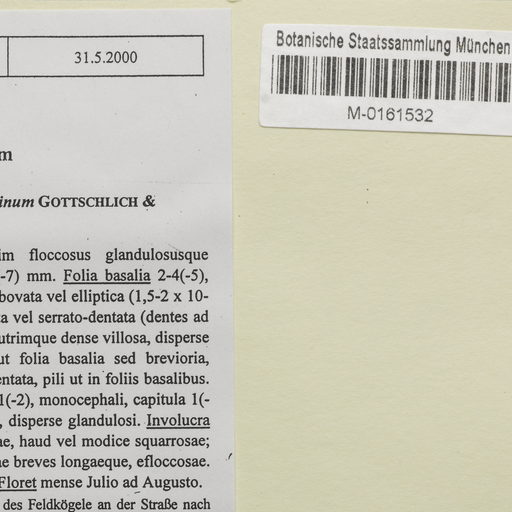 31.5.2000
Botanische Staatssammlung München
M-0161532
m
inum GOTTSCHLICH &
im floccosus glandulosusque
-7) mm. Folia basalia 2-4(-5),
bovata vel elliptica (1,5-2 x 10-
a vel serrato-dentata (dentes ad
utrimque dense villosa, disperse
ut folia basalia sed brevioria,
entata, pili ut in foliis basalibus.
1(-2), monocephali, capitula 1(-
, disperse glandulosi. Involucra
ae, haud vel modice squarrosae;
ae breves longaeque, efloccosae.
Floret mense Julio ad Augusto.
des Feldkögele an der Straße nach